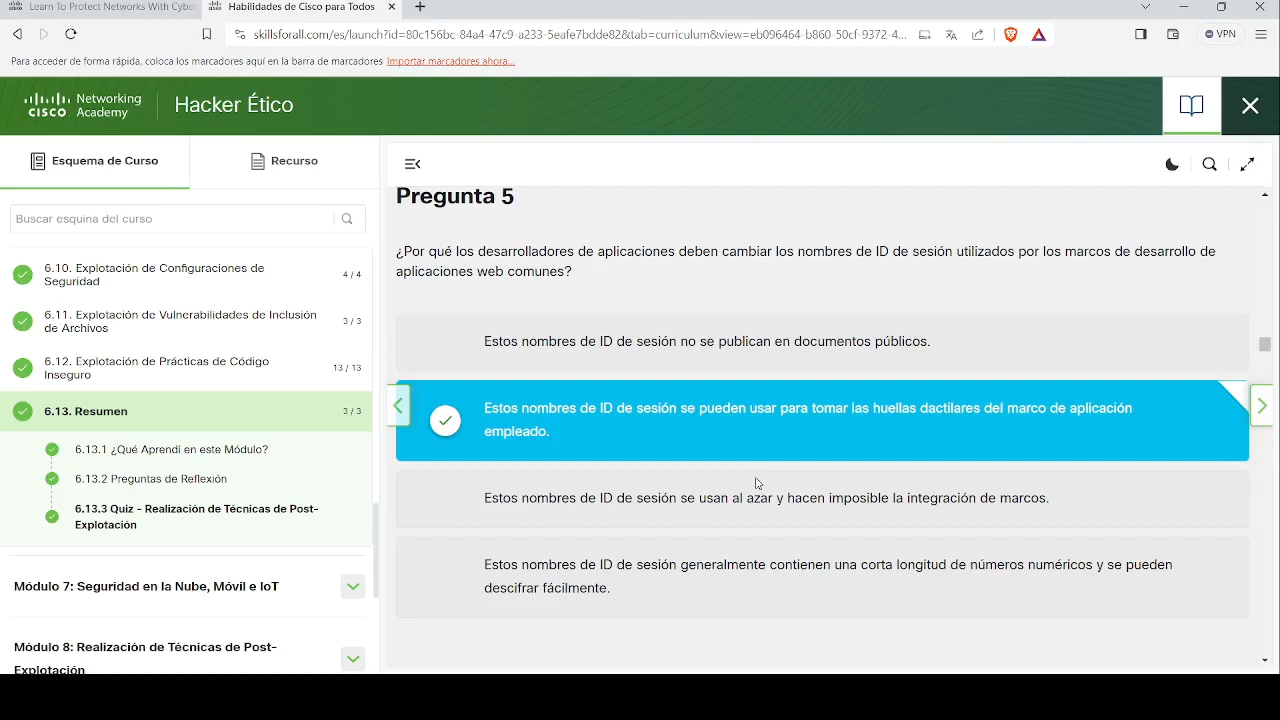 Learn To Protect Networks With Cyber
Habilidades de Cisco para Todos
skillsforall.com/es/launch?id=80c156bc-84a4-47c9-a233-5eafe7bdde82&tab=curriculum&view=eb096464-b860-50cf-9372-4...
VPN
Para acceder de forma rápida, coloca los marcadores aquí en la barra de marcadores Importar marcadores ahora...
cisco Networking Academy
Hacker Ético
Esquema de Curso
Recurso
Buscar esquina del curso
6.10. Explotación de Configuraciones de
Seguridad
4 / 4
6.11. Explotación de Vulnerabilidades de Inclusión
de Archivos
3 / 3
6.12. Explotación de Prácticas de Código
Inseguro
13 / 13
6.13. Resumen
3 / 3
6.13.1 ¿Qué Aprendí en este Módulo?
6.13.2 Preguntas de Reflexión
6.13.3 Quiz - Realización de Técnicas de Post-
Explotación
Módulo 7: Seguridad en la Nube, Móvil e IoT
Módulo 8: Realización de Técnicas de Post-
Explotación
Pregunta 5
¿Por qué los desarrolladores de aplicaciones deben cambiar los nombres de ID de sesión utilizados por los marcos de desarrollo de
aplicaciones web comunes?
Estos nombres de ID de sesión no se publican en documentos públicos.
Estos nombres de ID de sesión se pueden usar para tomar las huellas dactilares del marco de aplicación
empleado.
Estos nombres de ID de sesión se usan al azar y hacen imposible la integración de marcos.
Estos nombres de ID de sesión generalmente contienen una corta longitud de números numéricos y se pueden
descifrar fácilmente.